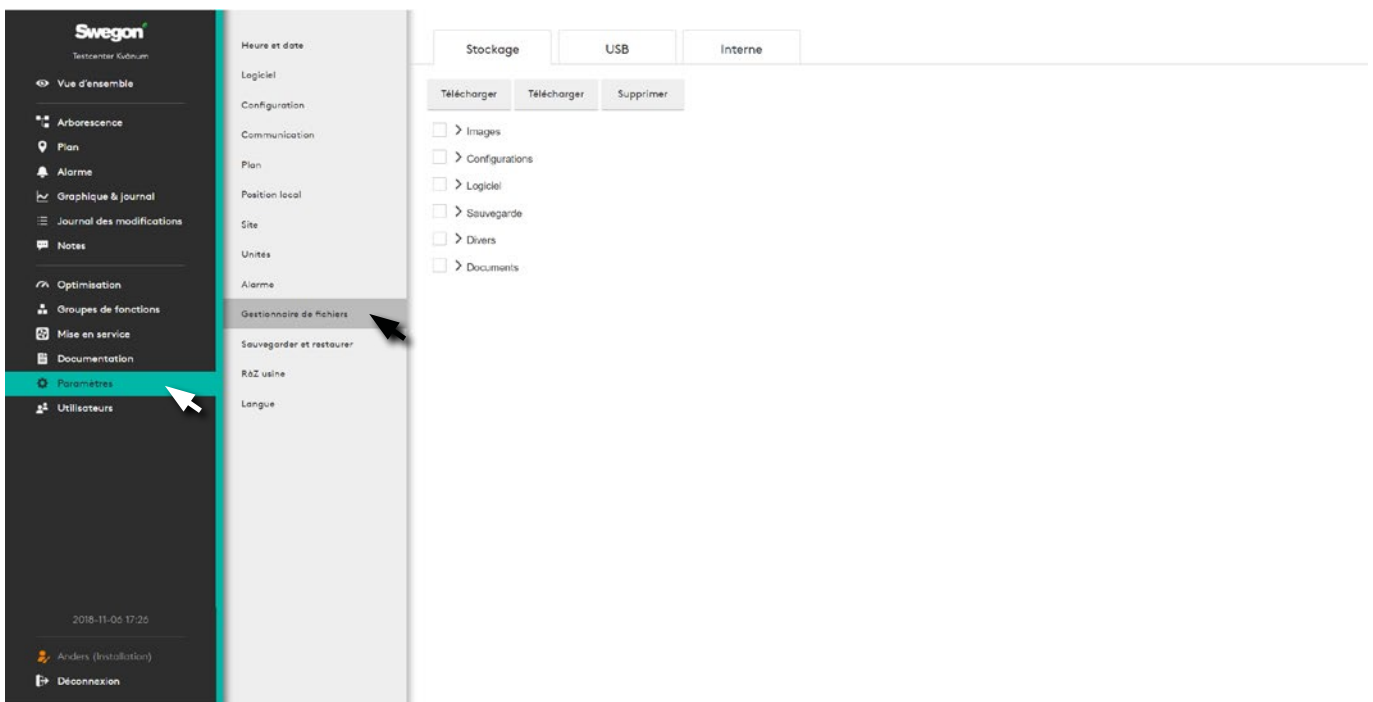 Swegon
Testcenter Kvänum
Vue d'ensemble
Arborescence
Plan
Alarme
Graphique & journal
Journal des modifications
Notes
Optimisation
Groupes de fonctions
Mise en service
Documentation
Paramètres
Utilisateurs
2018-11-06 17:26
Anders (Installation)
Déconnexion
Heure et date
Logiciel
Configuration
Communication
Plan
Position local
Site
Unités
Alarme
Gestionnaire de fichiers
Sauvegarder et restaurer
RàZ usine
Langue
Stockage USB Interne
Télécharger Télécharger Supprimer
Images
Configurations
Logiciel
Sauvegarde
Divers
Documents